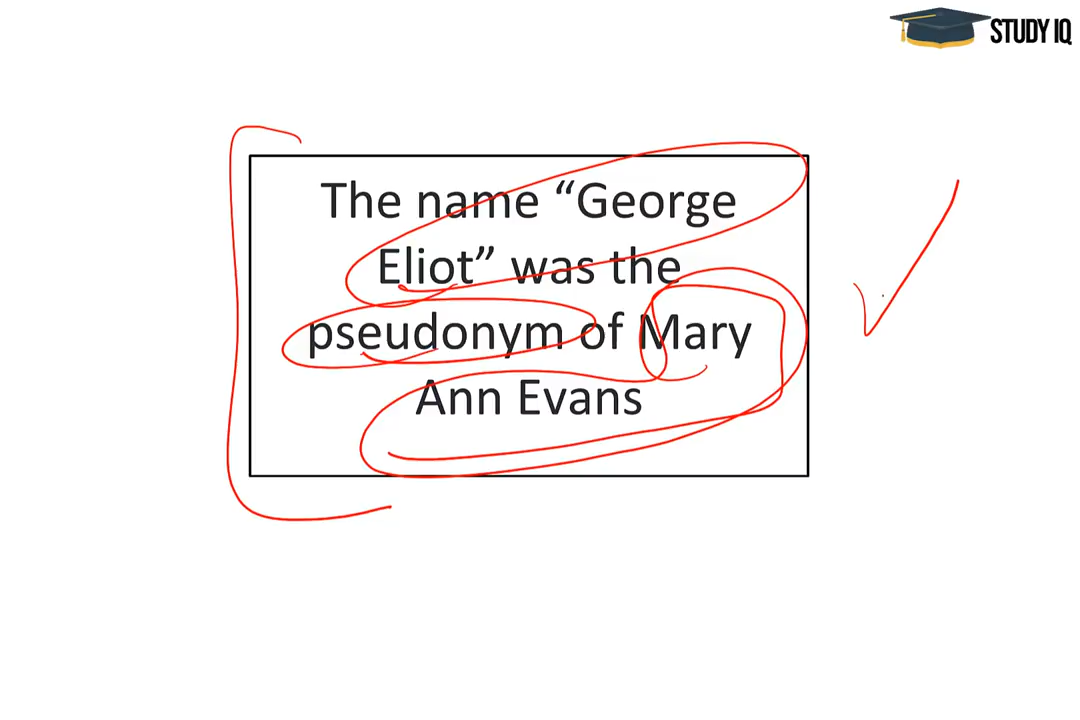 STUDY IQ
The name “George
Eliot” was the
pseudonym of Mary
Ann Evans